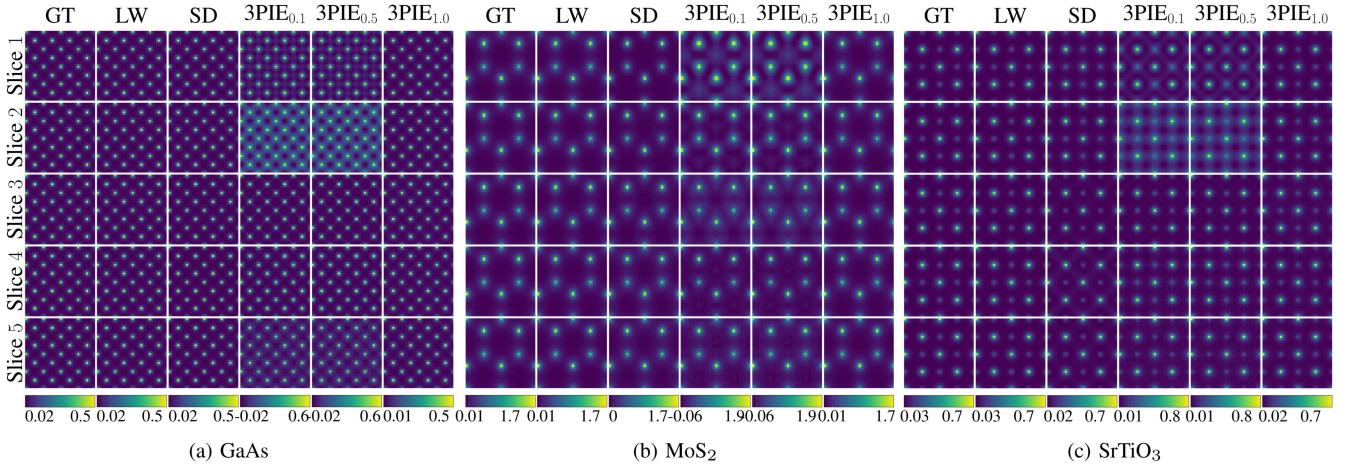 GT LW SD 3PIE0.1 3PIE0.5 3PIE1.0 GT LW SD 3PIE0.1 3PIE0.5 3PIE1.0 GT LW SD 3PIE0.1 3PIE0.5 3PIE1.0
Slice 1
Slice 2
Slice 3
Slice 4
Slice 5
0.02 0.5 0.02 0.5 0.02 0.5 -0.02 0.6 -0.02 0.6 0.01 0.5 0.01 1.7 0.01 1.7 0 1.7 -0.06 1.9 -0.06 1.9 0.01 1.7 0.03 0.7 0.03 0.7 0.02 0.7 0.01 0.8 0.01 0.8 0.02 0.7
(a) GaAs (b) MoS2 (c) SrTiO3